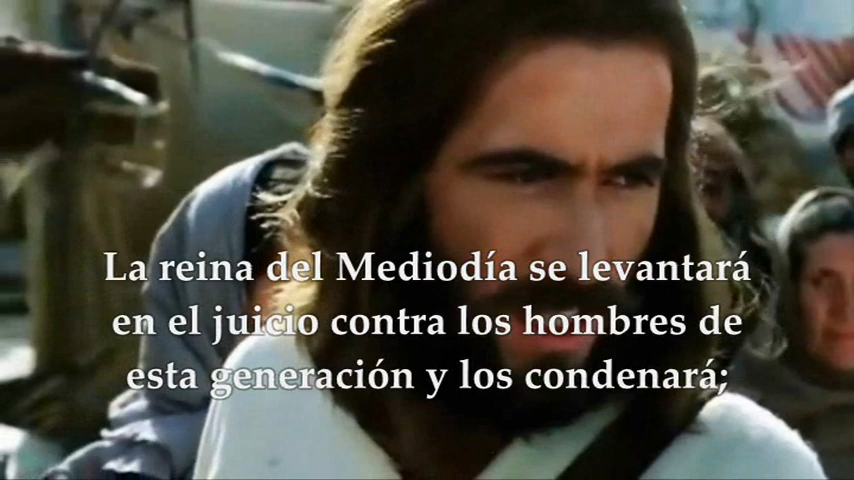 La reina del Mediodía se levantará
en el juicio contra los hombres de
esta generación y los condenará;